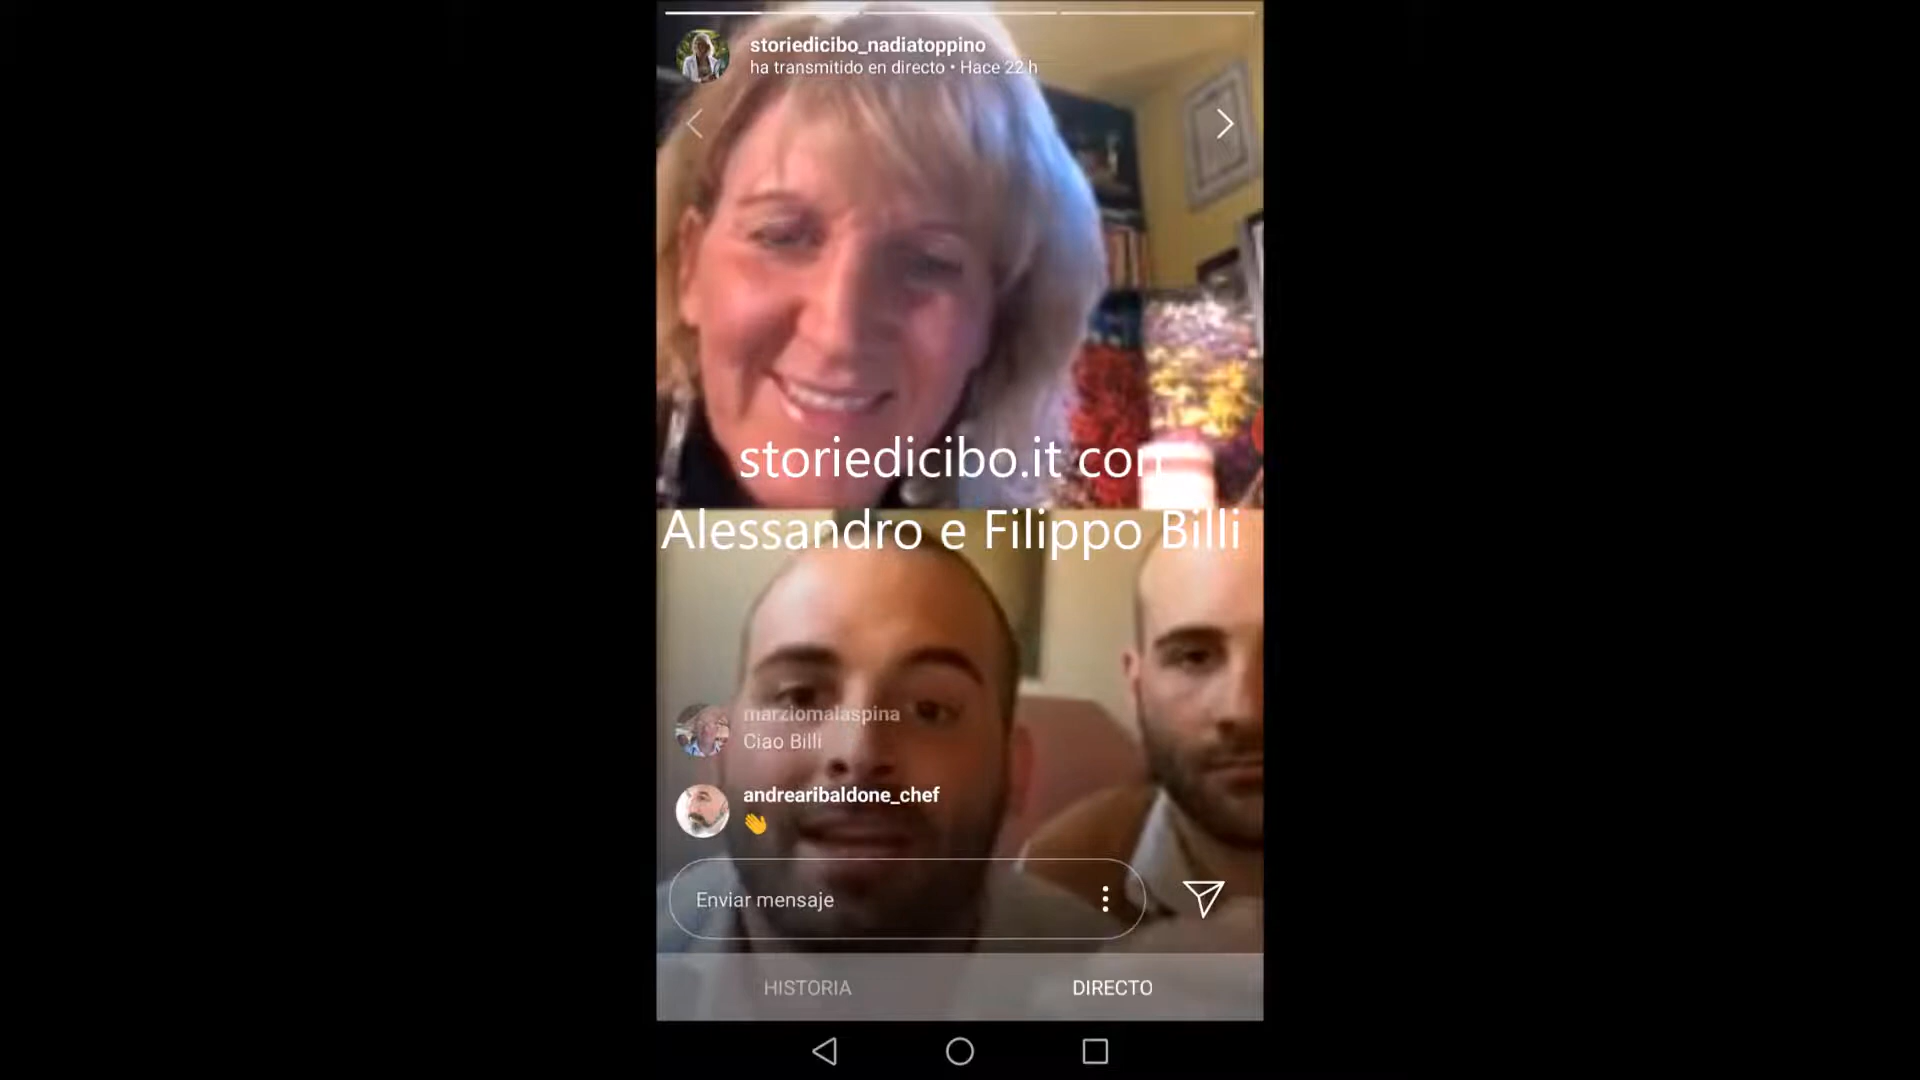 storiedicibo_nadiatoppino
ha transmitido en directo • Hace 22 h
storiedicibo.it con
Alessandro e Filippo Billi
marziomalaspina
Ciao Billi
andrearibaldone_chef
👏
Enviar mensaje
HISTORIA
DIRECTO